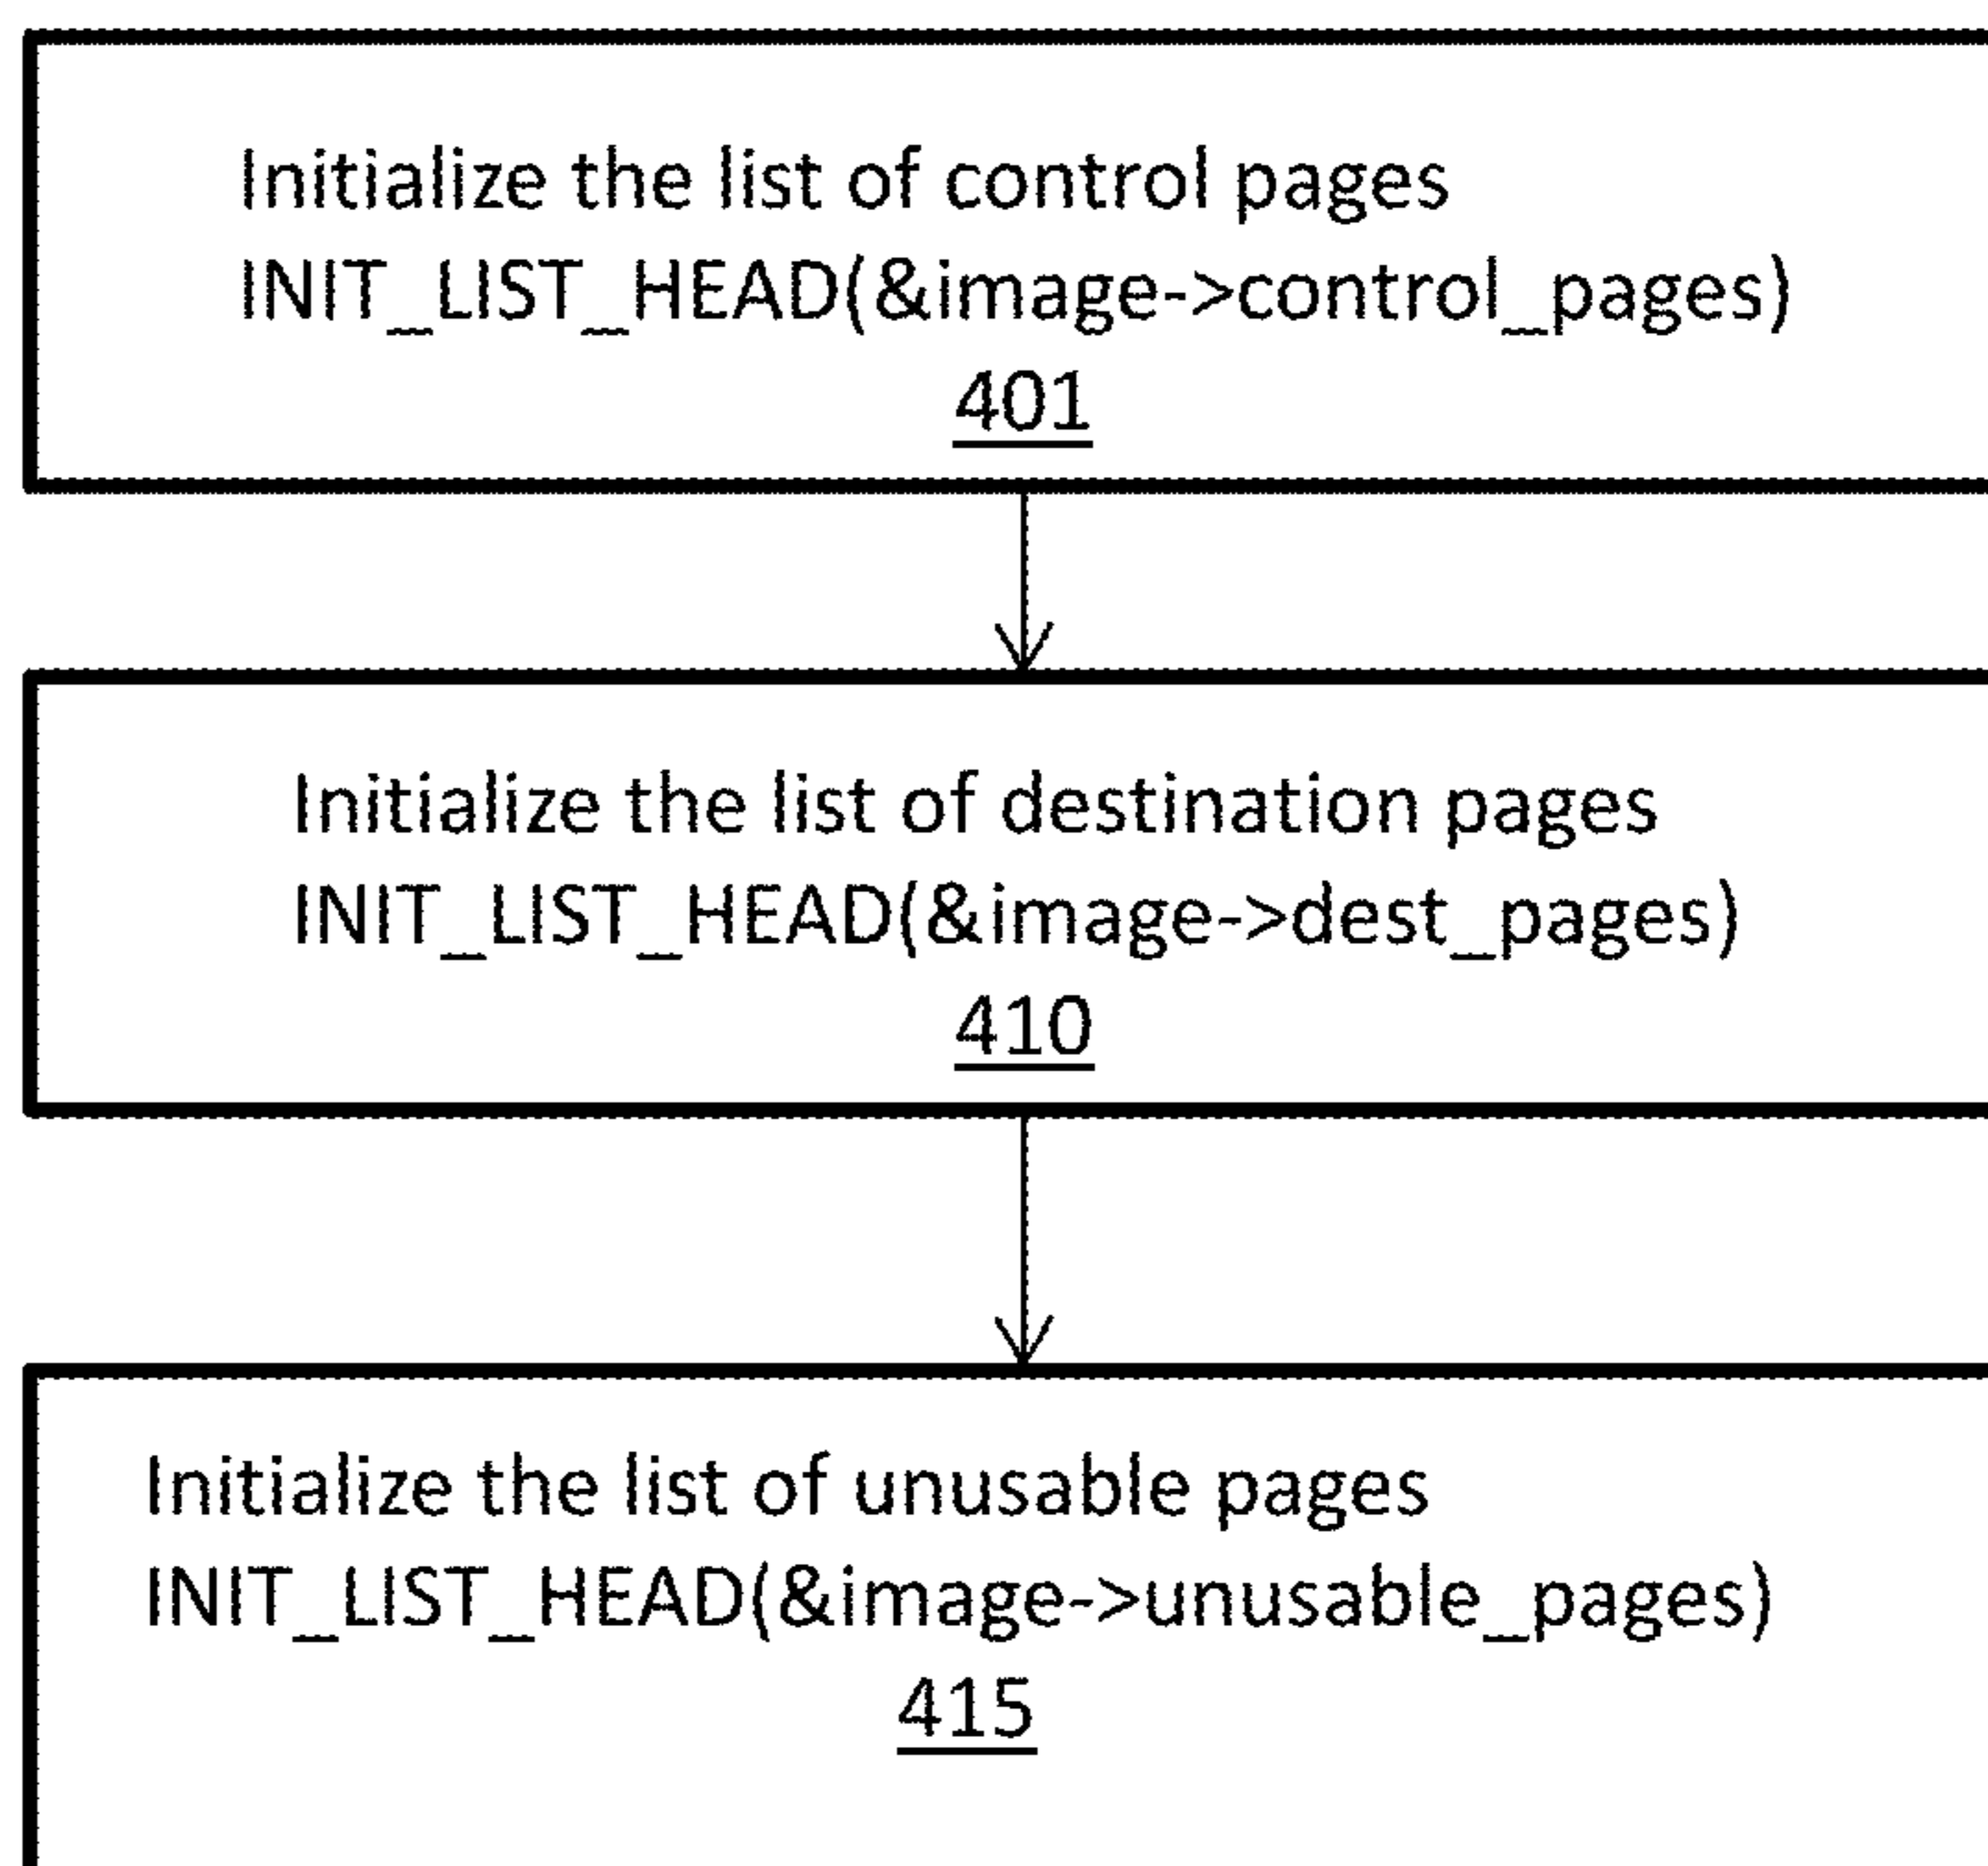 Initialize the list of control pages
INIT_LIST_HEAD(&image->control_pages)
401
Initialize the list of destination pages
INIT_LIST_HEAD(&image->dest_pages)
410
Initialize the list of unusable pages
INIT_LIST_HEAD(&image->unusable_pages)
415